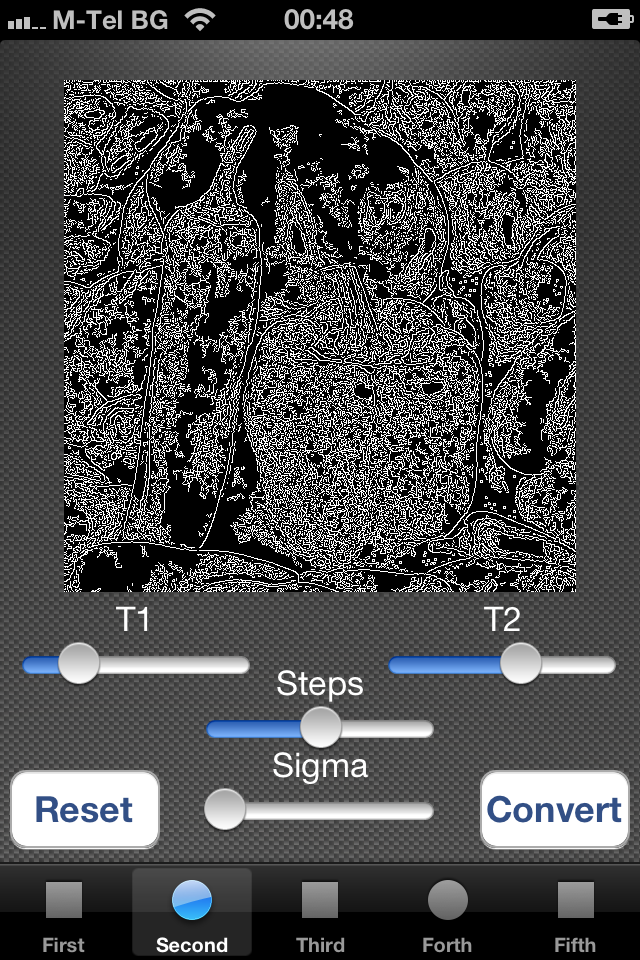 M-Tel BG 00:48
T1 T2
Steps
Sigma
Reset Convert
First Second Third Forth Fifth